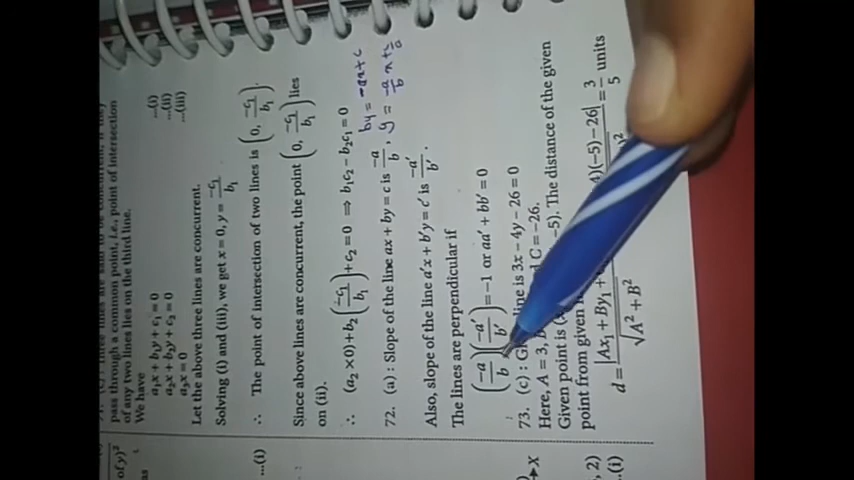 pass through a common point, i.e., point of intersection
of any two lines lies on the third line.
We have
a₁x + b₁y + c₁ = 0 ...(i)
a₂x + b₂y + c₂ = 0 ...(ii)
a₃x = 0 ...(iii)
Let the above three lines are concurrent.
Solving (i) and (iii), we get x = 0, y = -c₁/b₁
∴ The point of intersection of two lines is (0, -c₁/b₁).
Since above lines are concurrent, the point (0, -c₁/b₁) lies
on (ii).
∴ (a₂ × 0) + b₂(-c₁/b₁) + c₂ = 0 ⇒ b₁c₂ − b₂c₁ = 0
by = -ax + c
72. (a) : Slope of the line ax + by = c is -a/b, y = -a/b x + c/b
Also, slope of the line a′x + b′y = c′ is -a′/b′.
The lines are perpendicular if
(-a/b)(-a′/b′) = −1 or aa′ + bb′ = 0
73. (c) : line is 3x − 4y − 26 = 0
Here, A = 3, C = −26.
Given point is −5). The distance of the given
point from given
d = |Ax₁ + By₁ + / √A² + B² 4)(−5) − 26| = 3/5 units
of y)²
...(i)
X
, 2)
..(i)